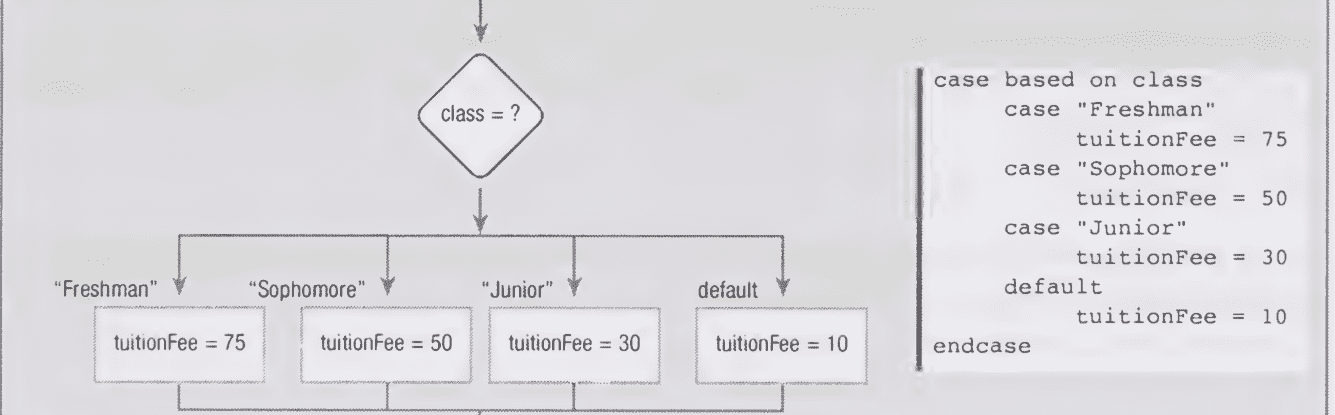 class = ?
"Freshman"
"Sophomore"
"Junior"
default
tuitionFee = 75
tuitionFee = 50
tuitionFee = 30
tuitionFee = 10
case based on class
     case "Freshman"
          tuitionFee = 75
     case "Sophomore"
          tuitionFee = 50
     case "Junior"
          tuitionFee = 30
     default
          tuitionFee = 10
endcase